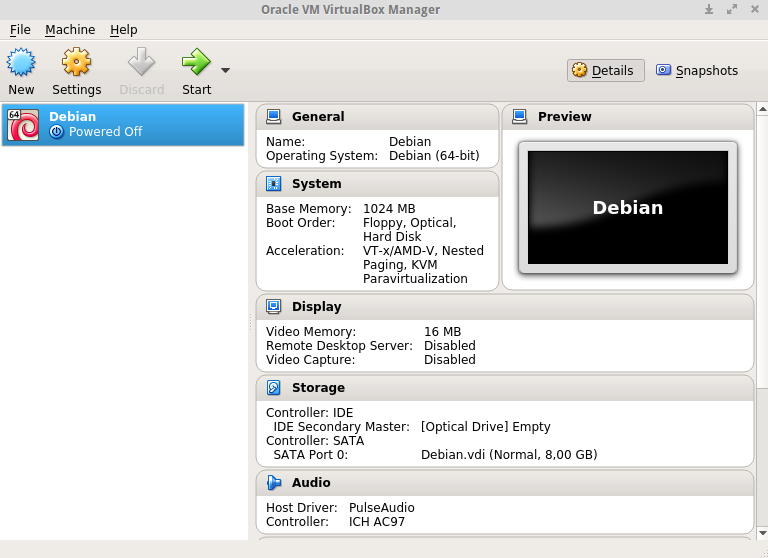 Oracle VM VirtualBox Manager
File Machine Help
New Settings Discard Start Details Snapshots
64
Debian
Powered Off
General
Name: Debian
Operating System: Debian (64-bit)
System
Base Memory: 1024 MB
Boot Order: Floppy, Optical,
Hard Disk
Acceleration: VT-x/AMD-V, Nested
Paging, KVM
Paravirtualization
Preview
Debian
Display
Video Memory: 16 MB
Remote Desktop Server: Disabled
Video Capture: Disabled
Storage
Controller: IDE
IDE Secondary Master: [Optical Drive] Empty
Controller: SATA
SATA Port 0: Debian.vdi (Normal, 8,00 GB)
Audio
Host Driver: PulseAudio
Controller: ICH AC97